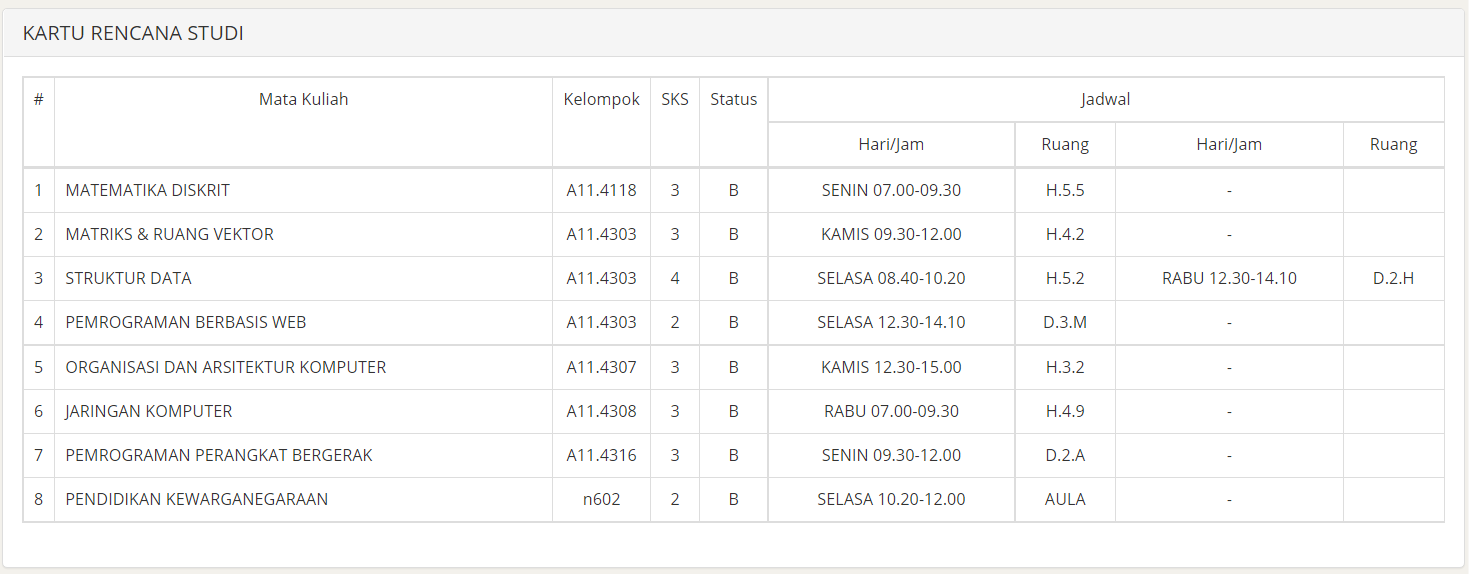 KARTU RENCANA STUDI
# Mata Kuliah Kelompok SKS Status Jadwal
Hari/Jam Ruang Hari/Jam Ruang
1 MATEMATIKA DISKRIT A11.4118 3 B SENIN 07.00-09.30 H.5.5 -
2 MATRIKS & RUANG VEKTOR A11.4303 3 B KAMIS 09.30-12.00 H.4.2 -
3 STRUKTUR DATA A11.4303 4 B SELASA 08.40-10.20 H.5.2 RABU 12.30-14.10 D.2.H
4 PEMROGRAMAN BERBASIS WEB A11.4303 2 B SELASA 12.30-14.10 D.3.M -
5 ORGANISASI DAN ARSITEKTUR KOMPUTER A11.4307 3 B KAMIS 12.30-15.00 H.3.2 -
6 JARINGAN KOMPUTER A11.4308 3 B RABU 07.00-09.30 H.4.9 -
7 PEMROGRAMAN PERANGKAT BERGERAK A11.4316 3 B SENIN 09.30-12.00 D.2.A -
8 PENDIDIKAN KEWARGANEGARAAN n602 2 B SELASA 10.20-12.00 AULA -